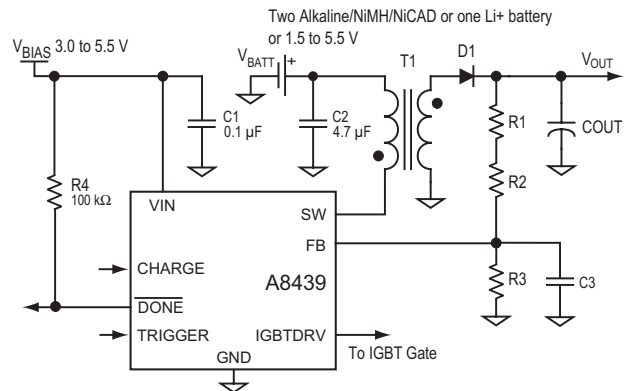 Two Alkaline/NiMH/NiCAD or one Li+ battery
or 1.5 to 5.5 V
VBIAS 3.0 to 5.5 V
VBATT
+
T1
D1
VOUT
C1
0.1 µF
C2
4.7 µF
R1
COUT
R4
100 kΩ
R2
VIN
SW
FB
CHARGE
A8439
R3
C3
DONE
TRIGGER
IGBTDRV
To IGBT Gate
GND